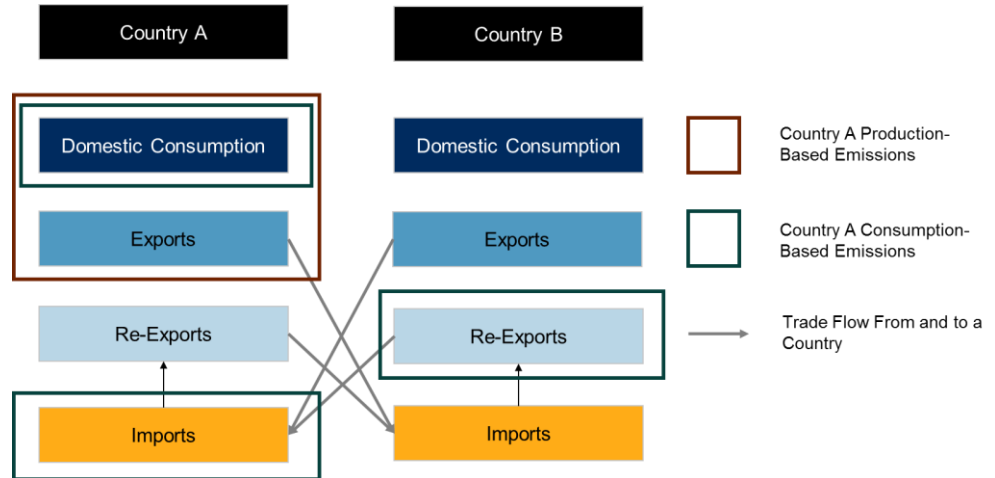 Country A
Country B
Domestic Consumption
Domestic Consumption
Country A Production-
Based Emissions
Exports
Exports
Country A Consumption-
Based Emissions
Re-Exports
Re-Exports
Trade Flow From and to a
Country
Imports
Imports